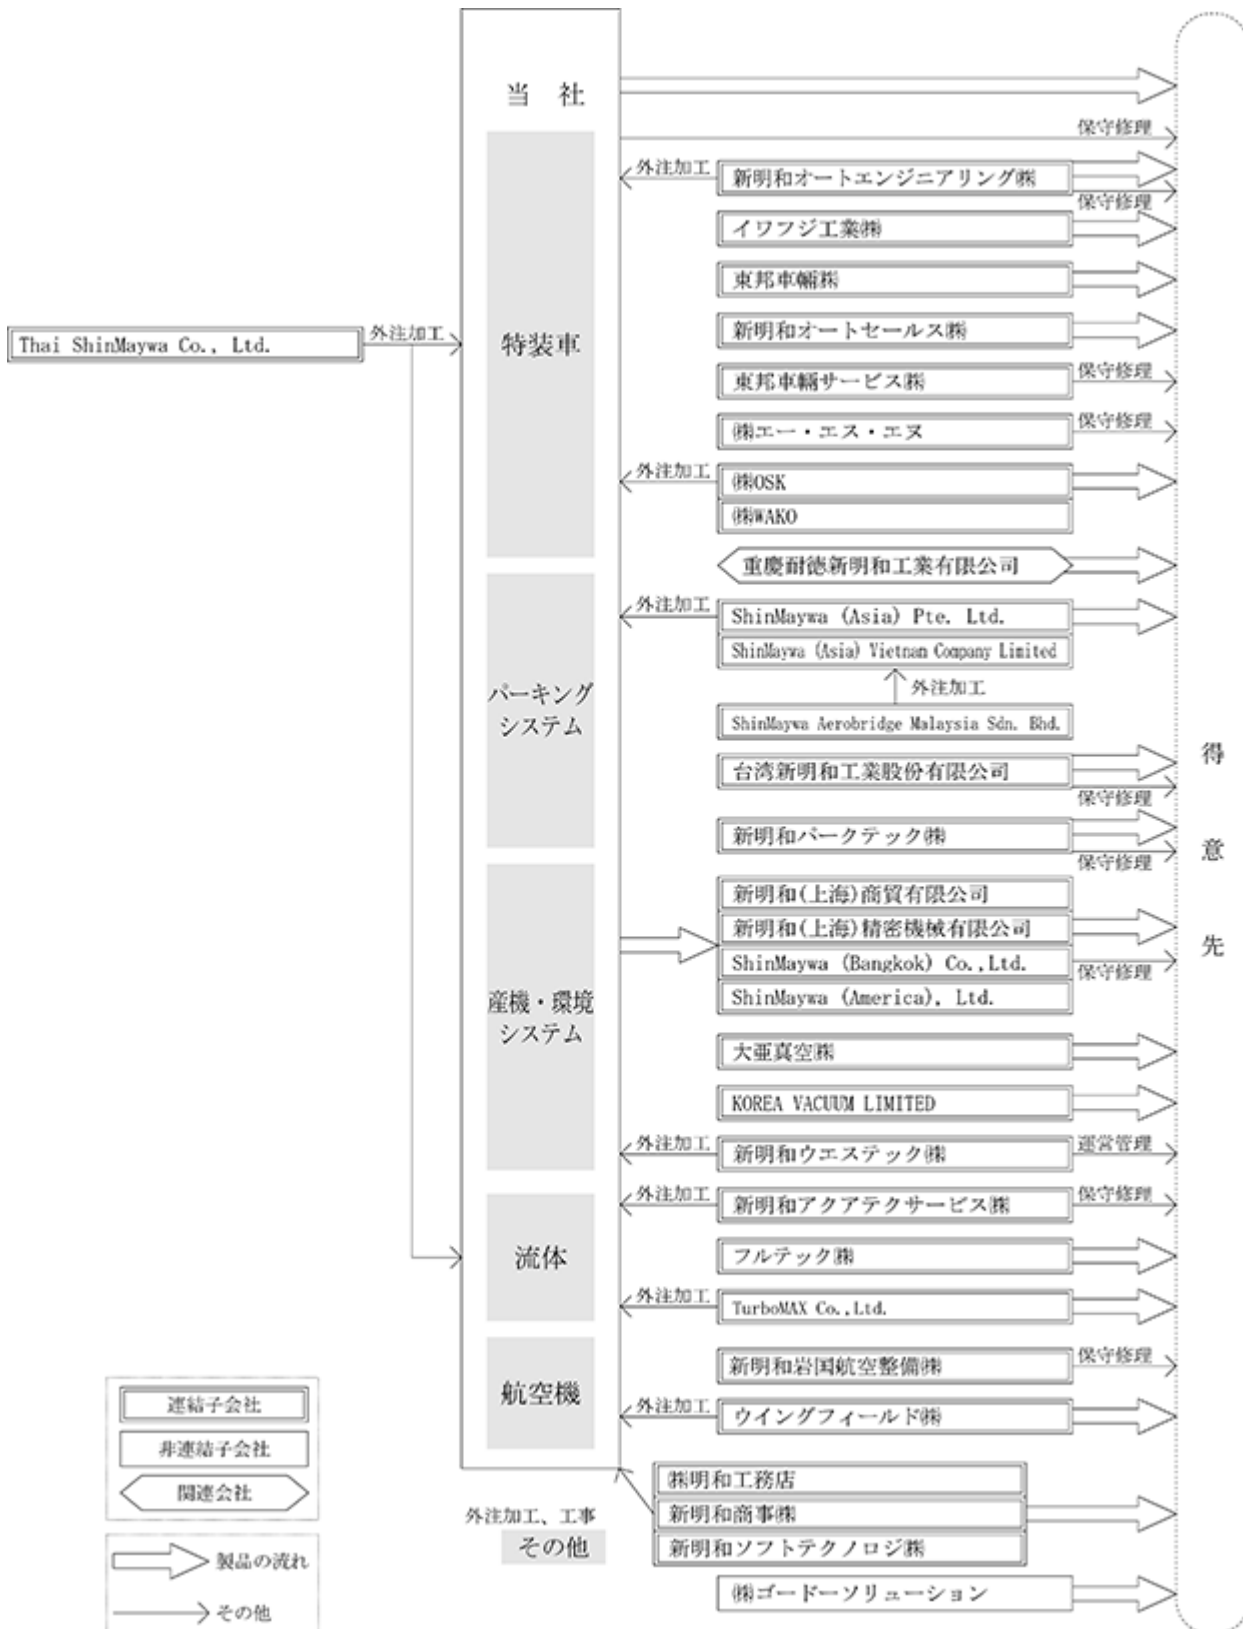 当 社
保守修理
外注加工
新明和オートエンジニアリング㈱
保守修理
イワフジ工業㈱
東邦車輛㈱
Thai ShinMaywa Co., Ltd.
外注加工
特装車
新明和オートセールス㈱
東邦車輛サービス㈱
保守修理
㈱エー・エス・エヌ
保守修理
外注加工
㈱OSK
㈱WAKO
重慶耐徳新明和工業有限公司
外注加工
ShinMaywa (Asia) Pte. Ltd.
ShinMaywa (Asia) Vietnam Company Limited
外注加工
パーキング
システム
ShinMaywa Aerobridge Malaysia Sdn. Bhd.
台湾新明和工業股份有限公司
保守修理
新明和パークテック㈱
保守修理
得
意
先
新明和(上海)商貿有限公司
新明和(上海)精密機械有限公司
ShinMaywa (Bangkok) Co.,Ltd.
保守修理
ShinMaywa (America), Ltd.
産機・環境
システム
大亜真空㈱
KOREA VACUUM LIMITED
外注加工
新明和ウエステック㈱
運営管理
外注加工
新明和アクアテクサービス㈱
保守修理
流体
フルテック㈱
外注加工
TurboMAX Co.,Ltd.
新明和岩国航空整備㈱
保守修理
航空機
外注加工
ウイングフィールド㈱
㈱明和工務店
新明和商事㈱
新明和ソフトテクノロジ㈱
外注加工、工事
その他
㈱ゴードーソリューション
連結子会社
非連結子会社
関連会社
製品の流れ
その他